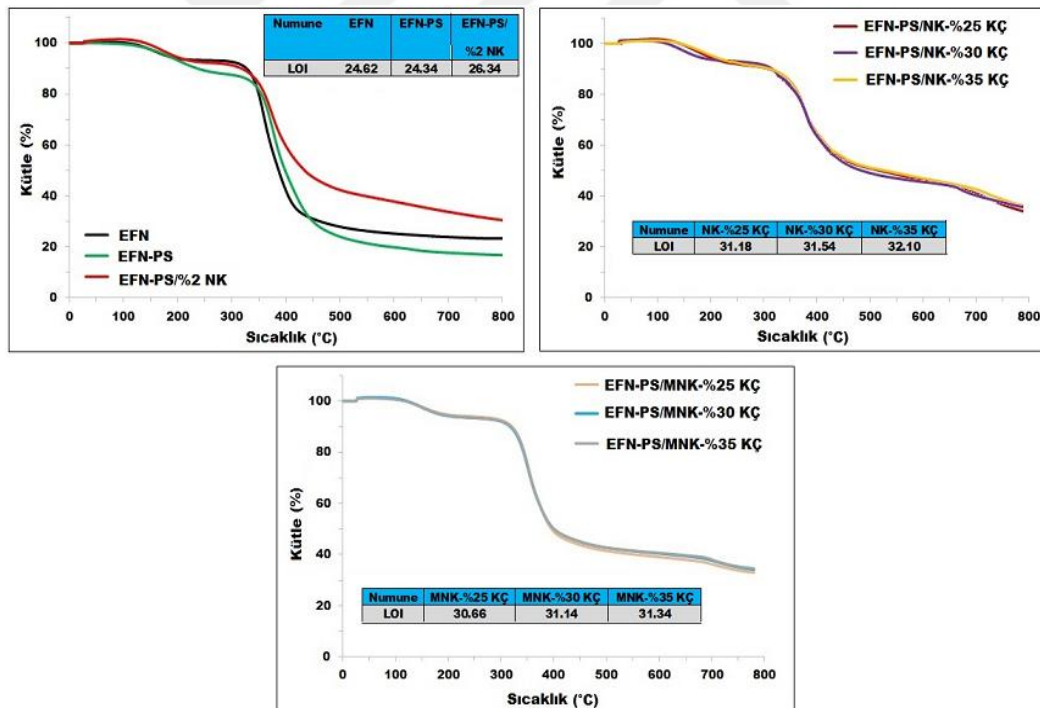 Numune EFN EFN-PS EFN-PS/
%2 NK
LOI 24.62 24.34 26.34
100
80
60
40
20
0
Kütle (%)
EFN
EFN-PS
EFN-PS/%2 NK
0 100 200 300 400 500 600 700 800
Sıcaklık (°C)
EFN-PS/NK-%25 KÇ
EFN-PS/NK-%30 KÇ
EFN-PS/NK-%35 KÇ
100
80
60
40
20
0
Kütle (%)
Numune NK-%25 KÇ NK-%30 KÇ NK-%35 KÇ
LOI 31.18 31.54 32.10
0 100 200 300 400 500 600 700 800
Sıcaklık (°C)
EFN-PS/MNK-%25 KÇ
EFN-PS/MNK-%30 KÇ
EFN-PS/MNK-%35 KÇ
100
80
60
40
20
0
Kütle (%)
Numune MNK-%25 KÇ MNK-%30 KÇ MNK-%35 KÇ
LOI 30.66 31.14 31.34
0 100 200 300 400 500 600 700 800
Sıcaklık (°C)